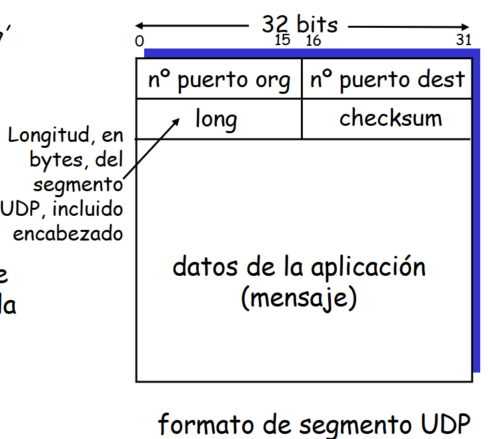 32 bits
0 15 16 31
nº puerto org nº puerto dest
long checksum
Longitud, en
bytes, del
segmento
UDP, incluido
encabezado
datos de la aplicación
(mensaje)
formato de segmento UDP